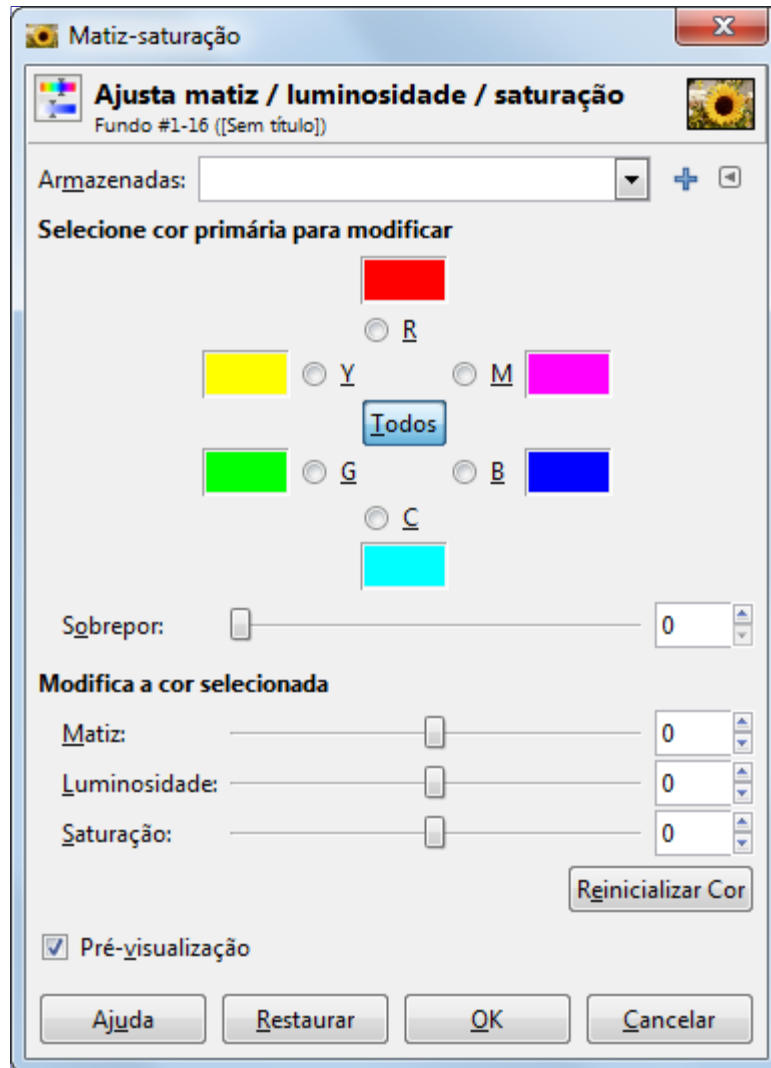 Matiz-saturação
Ajusta matiz / luminosidade / saturação
Fundo #1-16 ([Sem título])
Armazenadas:
Selecione cor primária para modificar
R
Y M
Todos
G B
C
Sobrepor: 0
Modifica a cor selecionada
Matiz: 0
Luminosidade: 0
Saturação: 0
Reinicializar Cor
Pré-visualização
Ajuda Restaurar OK Cancelar